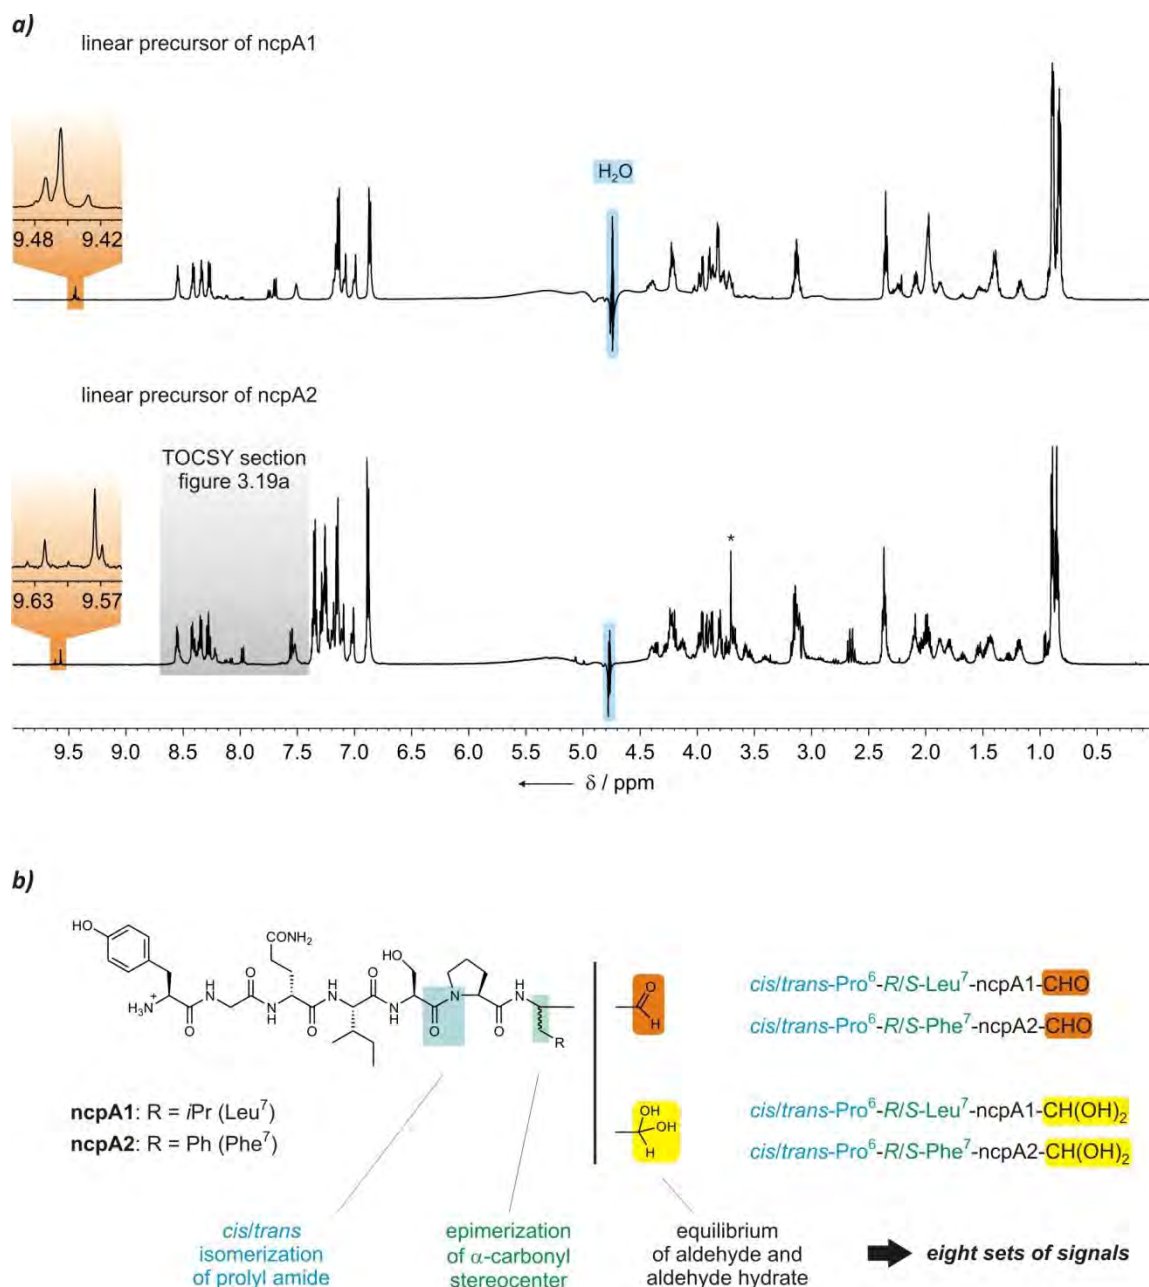 a)
linear precursor of ncpA1
H₂O
9.48 9.42
linear precursor of ncpA2
TOCSY section
figure 3.19a
*
9.63 9.57
9.5 9.0 8.5 8.0 7.5 7.0 6.5 6.0 5.5 5.0 4.5 4.0 3.5 3.0 2.5 2.0 1.5 1.0 0.5
← δ / ppm
b)
HO
CONH₂
HO
O
H
N
O
H
N
O
N
O
H₃N⁺
O
N
H
O
N
H
O
O
R
O
H
cis/trans-Pro⁶-R/S-Leu⁷-ncpA1-CHO
cis/trans-Pro⁶-R/S-Phe⁷-ncpA2-CHO
ncpA1: R = iPr (Leu⁷)
ncpA2: R = Ph (Phe⁷)
OH
OH
H
cis/trans-Pro⁶-R/S-Leu⁷-ncpA1-CH(OH)₂
cis/trans-Pro⁶-R/S-Phe⁷-ncpA2-CH(OH)₂
cis/trans
isomerization
of prolyl amide
epimerization
of α-carbonyl
stereocenter
equilibrium
of aldehyde and
aldehyde hydrate
eight sets of signals